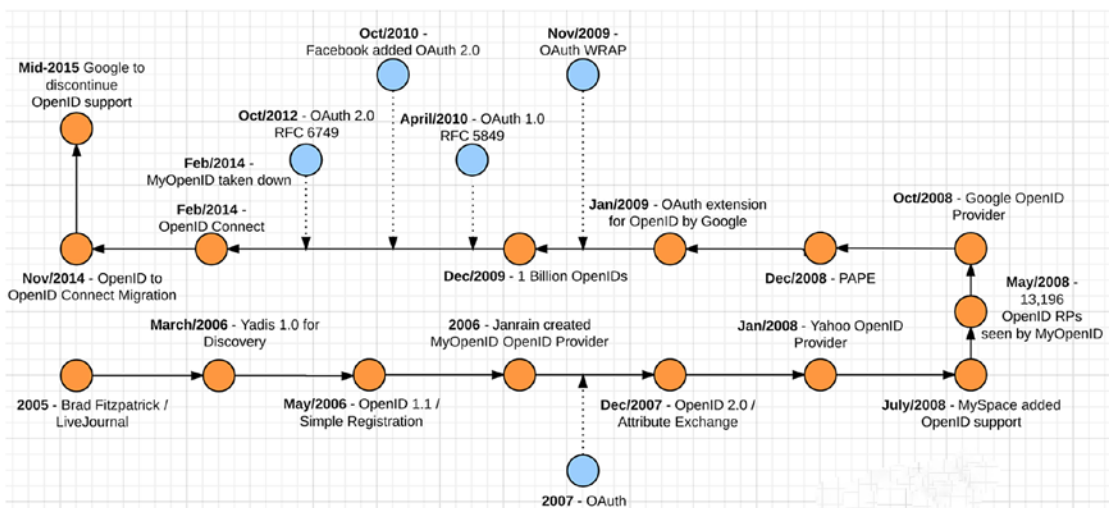 Oct/2010 -
Facebook added OAuth 2.0
Nov/2009 -
OAuth WRAP
Mid-2015 Google to
discontinue
OpenID support
Oct/2012 - OAuth 2.0
RFC 6749
April/2010 - OAuth 1.0
RFC 5849
Feb/2014 -
MyOpenID taken down
Feb/2014 -
OpenID Connect
Jan/2009 - OAuth extension
for OpenID by Google
Oct/2008 - Google OpenID
Provider
Nov/2014 - OpenID to
OpenID Connect Migration
Dec/2009 - 1 Billion OpenIDs
Dec/2008 - PAPE
May/2008 -
13,196
OpenID RPs
seen by MyOpenID
March/2006 - Yadis 1.0 for
Discovery
2006 - Janrain created
MyOpenID OpenID Provider
Jan/2008 - Yahoo OpenID
Provider
2005 - Brad Fitzpatrick /
LiveJournal
May/2006 - OpenID 1.1 /
Simple Registration
Dec/2007 - OpenID 2.0 /
Attribute Exchange
July/2008 - MySpace added
OpenID support
2007 - OAuth